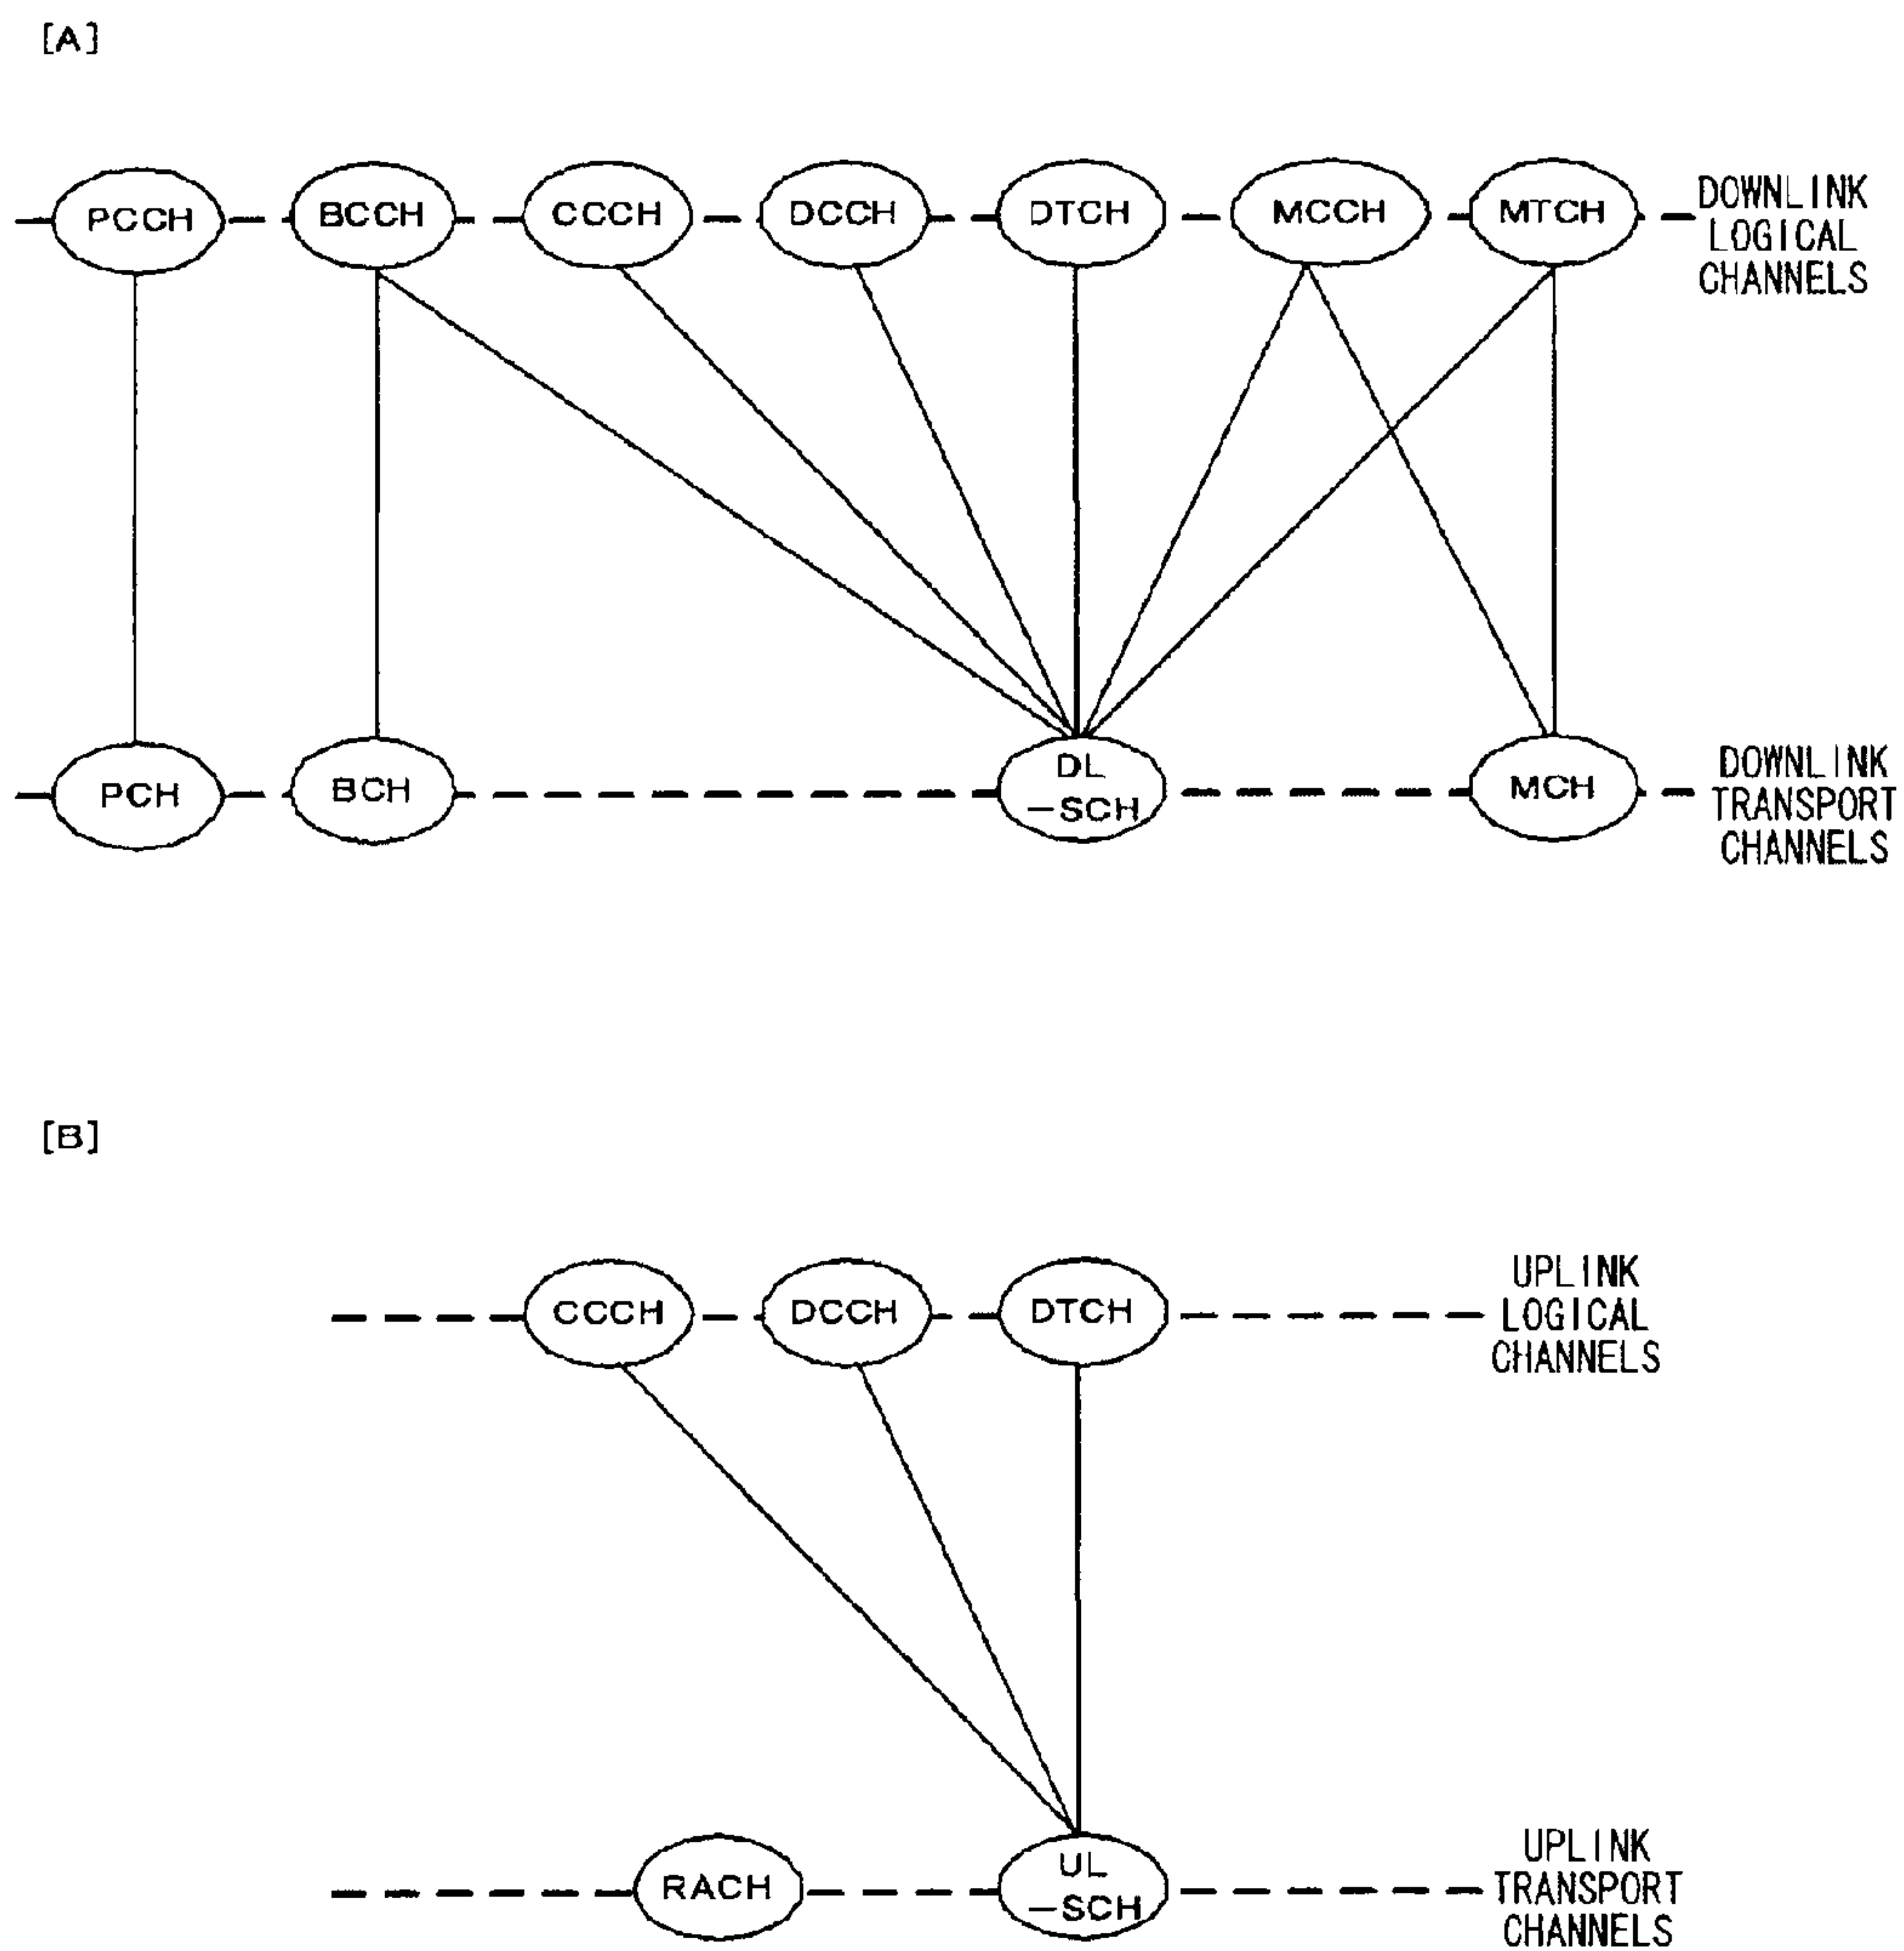 [A]
PCCH
BCCH
CCCH
DCCH
DTCH
MCCH
MTCH
DOWNLINK
LOGICAL
CHANNELS
PCH
BCH
DL
-SCH
MCH
DOWNLINK
TRANSPORT
CHANNELS
[B]
CCCH
DCCH
DTCH
UPLINK
LOGICAL
CHANNELS
RACH
UL
-SCH
UPLINK
TRANSPORT
CHANNELS